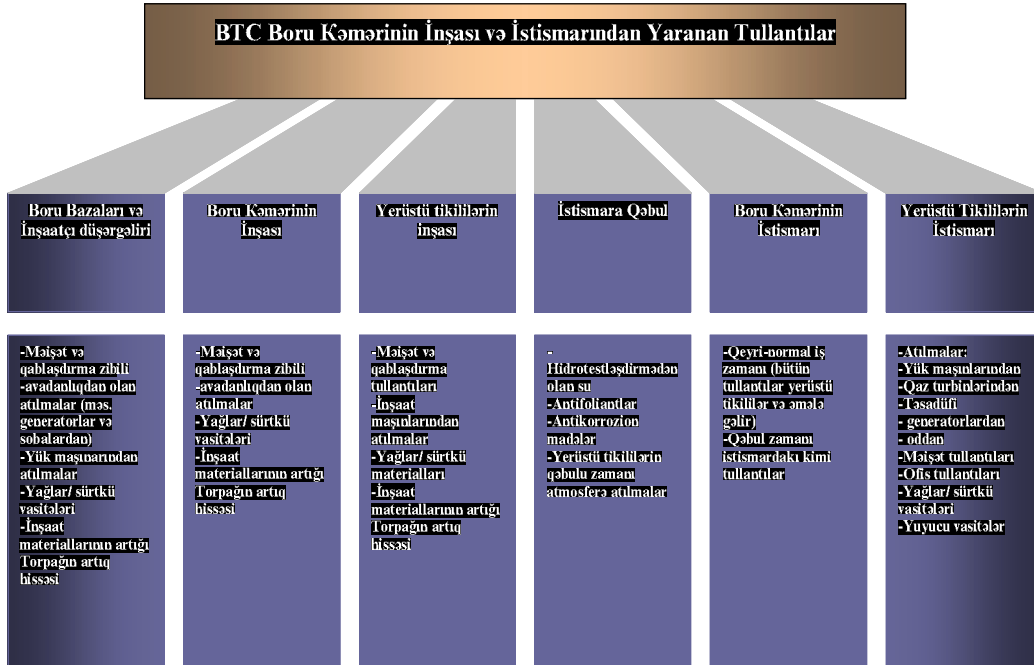 BTC Boru Kəmərinin İnşası və İstismarından Yaranan Tullantılar
Boru Bazaları və
İnşaatçı düşərgəliri
Boru Kəmərinin
İnşası
Yerüstü tikililərin
inşası
İstismara Qəbul
Boru Kəmərinin
İstismarı
Yerüstü Tikililərin
İstismarı
-Məişət və
qablaşdırma zibili
-avadanlıqdan olan
atılmalar (məs.
generatorlar və
sobalardan)
-Yük maşınarından
atılmalar
-Yağlar/ sürtkü
vasitələri
-İnşaat
materiallarının artığı
Torpağın artıq
hissəsi
-Məişət və
qablaşdırma zibili
-avadanlıqdan olan
atılmalar
-Yağlar/ sürtkü
vasitələri
-İnşaat
materiallarının artığı
Torpağın artıq
hissəsi
-Məişət və
qablaşdırma
tullantıları
-İnşaat
maşınlarından
atılmalar
-Yağlar/ sürtkü
materialları
-İnşaat
materiallarının artığı
Torpağın artıq
hissəsi
-
Hidrotestləşdirmədən
olan su
-Antifoliantlar
-Antikorrozion
madələr
-Yerüstü tikililrin
qəbulu zamanı
atmosferə atılmalar
-Qeyri-normal iş
zamanı (bütün
tullantılar yerüstü
tikililər və əmələ
gəlir)
-Qəbul zamanı
istismardakı kimi
tullantılar
-Atılmalar:
-Yük maşınlarından
-Qaz turbinlərindən
-Təsadüfi
- generatorlardan
- oddan
-Məişət tullantıları
-Ofis tullantıları
-Yağlar/ sürtkü
vasitələri
-Yuyucu vasitələr